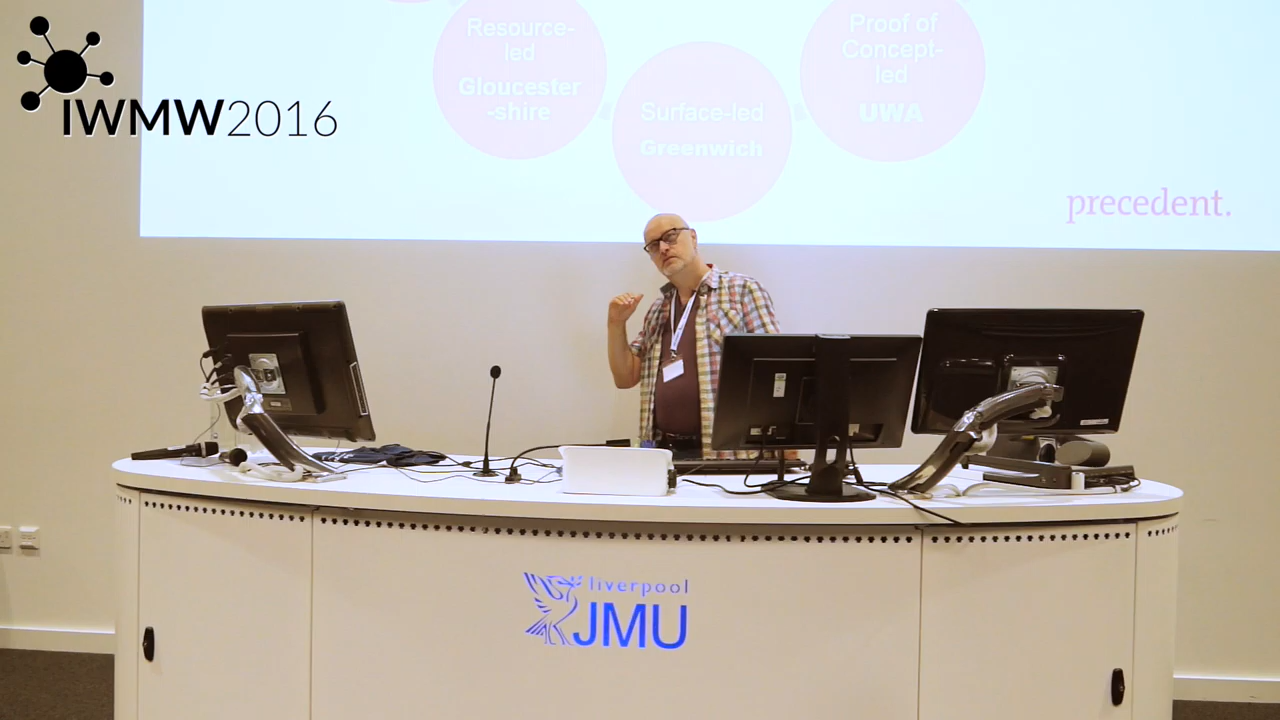 IWMW2016
Resource-
led
Gloucester
-shire
Surface-led
Greenwich
Proof of
Concept-
led
UWA
precedent.
liverpool
JMU